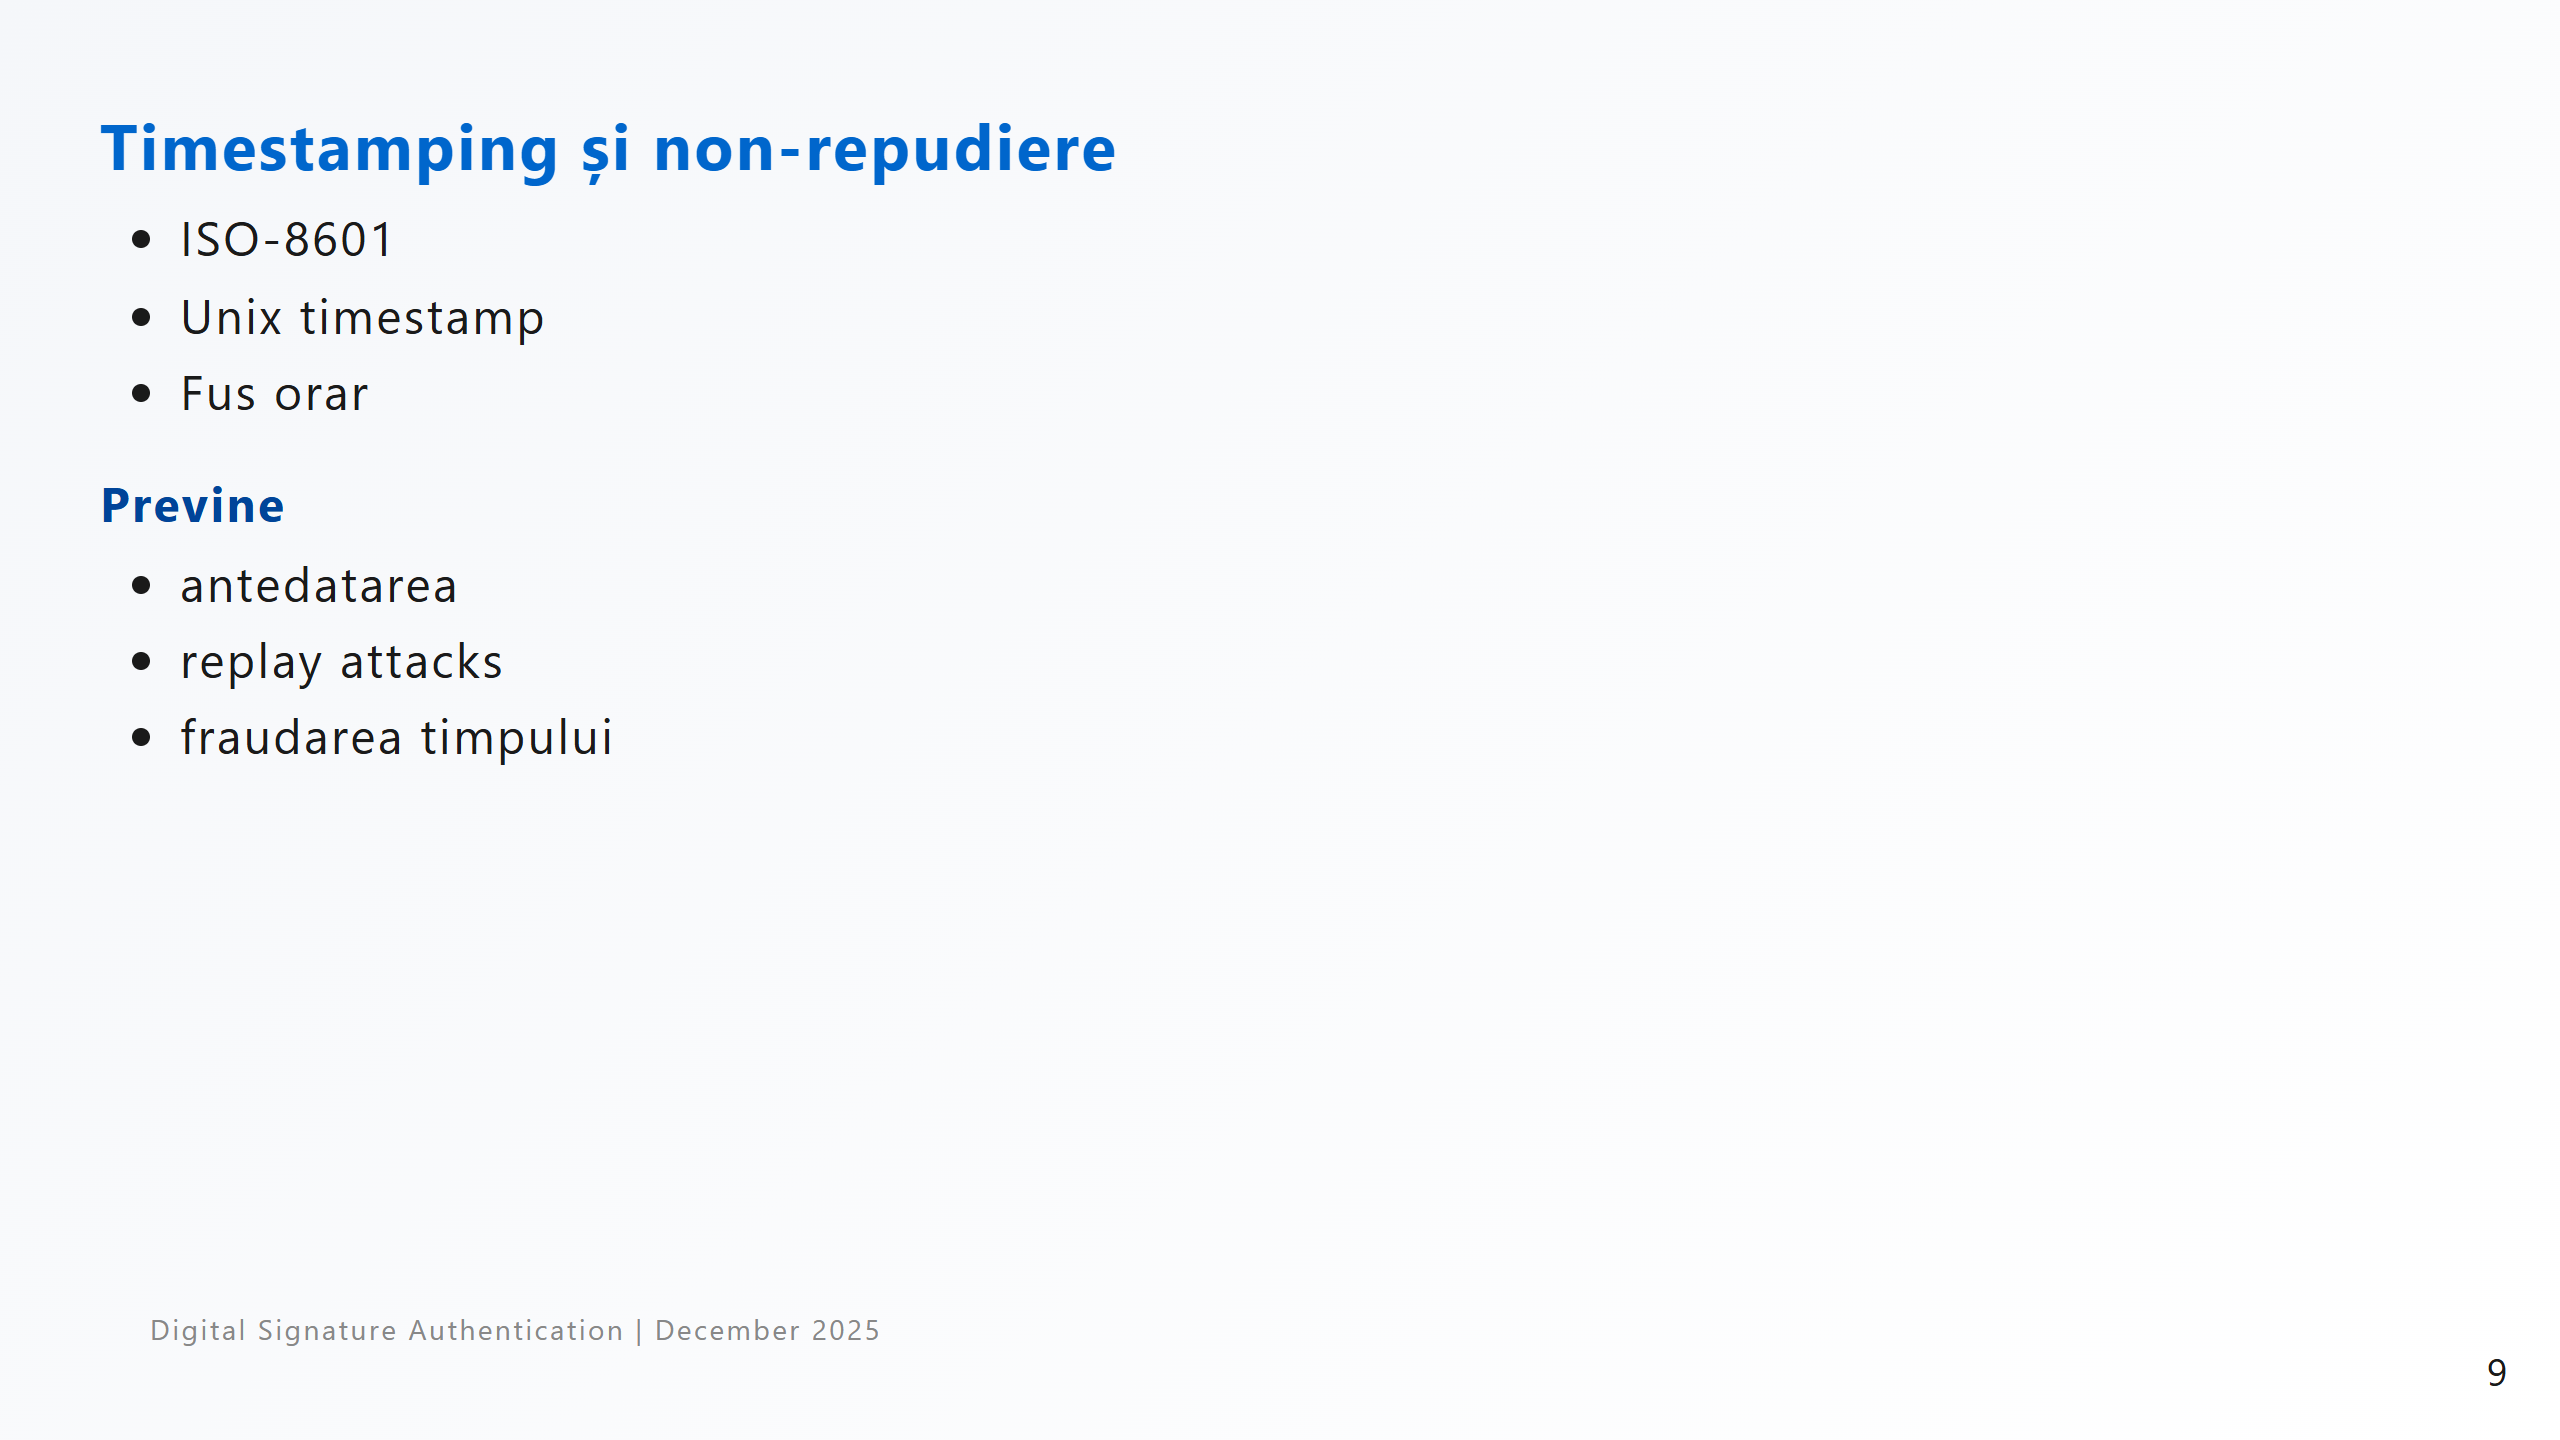 Timestamping și non-repudiere
• ISO-8601
• Unix timestamp
• Fus orar
Previne
• antedatarea
• replay attacks
• fraudarea timpului
Digital Signature Authentication | December 2025
9